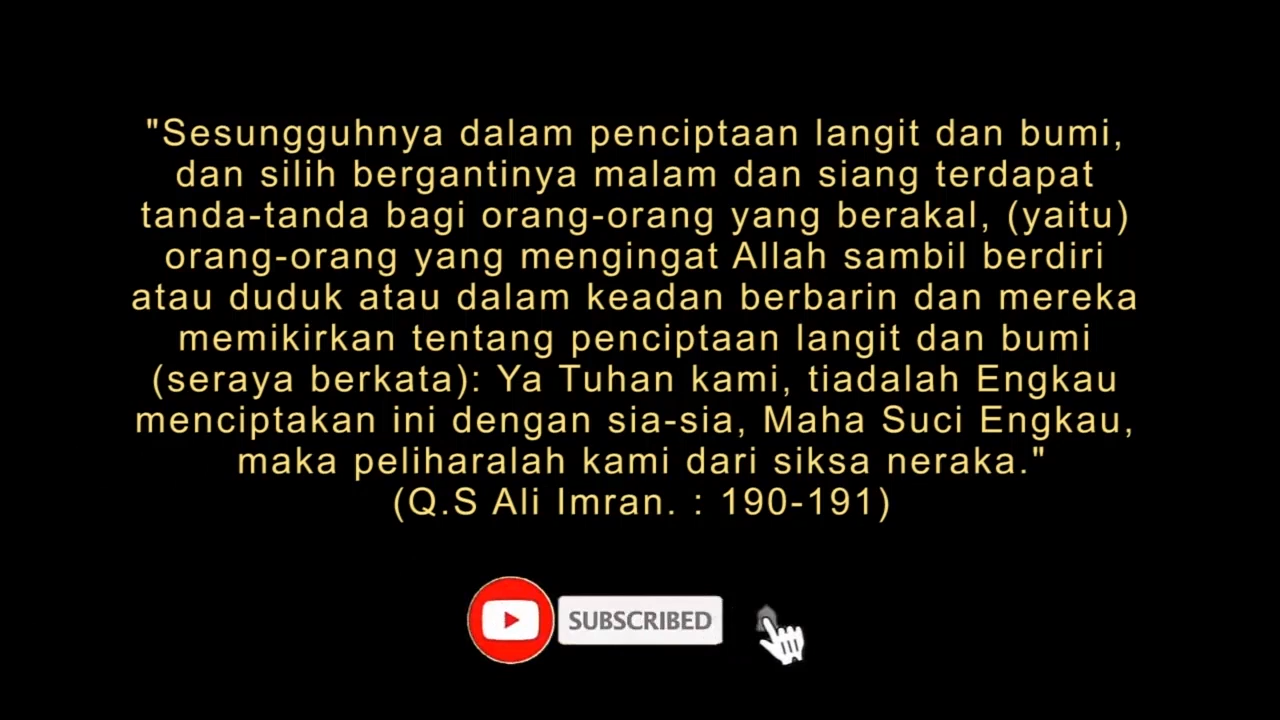 "Sesungguhnya dalam penciptaan langit dan bumi,
dan silih bergantinya malam dan siang terdapat
tanda-tanda bagi orang-orang yang berakal, (yaitu)
orang-orang yang mengingat Allah sambil berdiri
atau duduk atau dalam keadan berbarin dan mereka
memikirkan tentang penciptaan langit dan bumi
(seraya berkata): Ya Tuhan kami, tiadalah Engkau
menciptakan ini dengan sia-sia, Maha Suci Engkau,
maka peliharalah kami dari siksa neraka."
(Q.S Ali Imran. : 190-191)
SUBSCRIBED